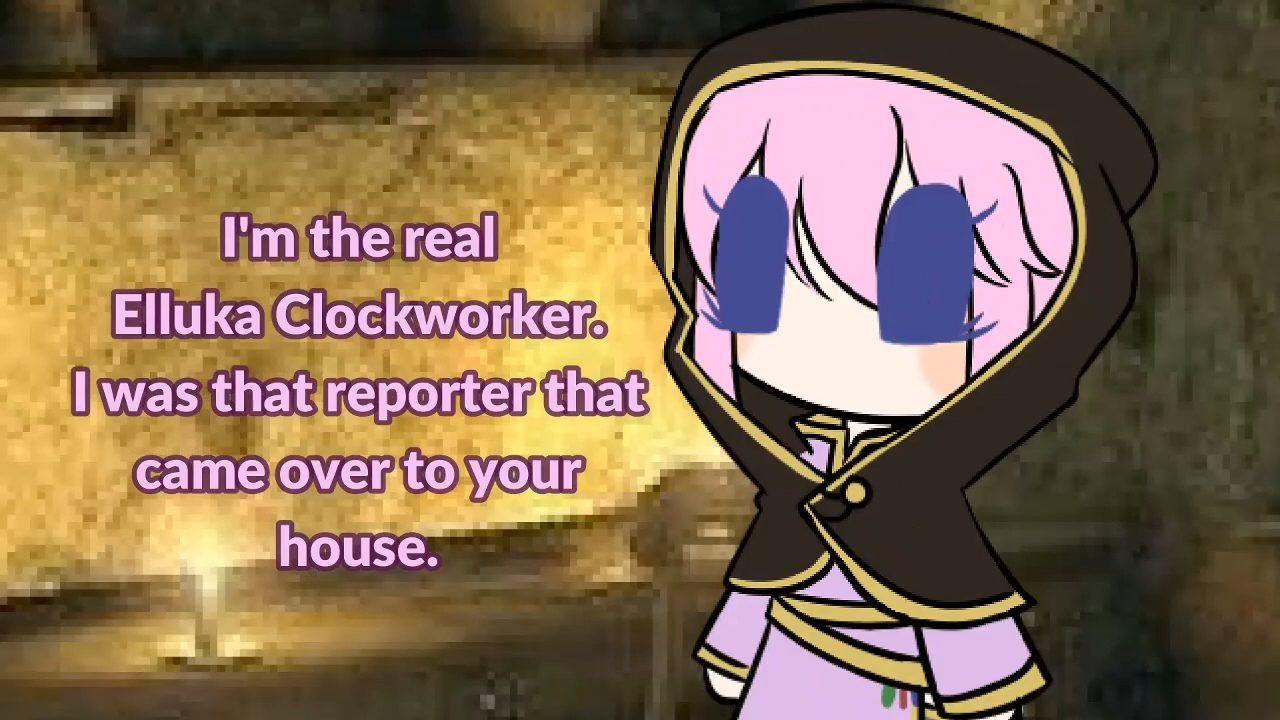 I'm the real
Elluka Clockworker.
I was that reporter that
came over to your
house.